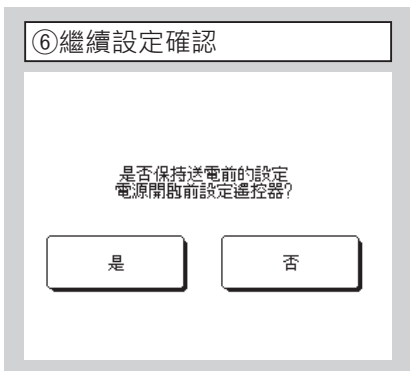 ⑥繼續設定確認
是否保持送電前的設定
電源開啟前設定遙控器?
是
否